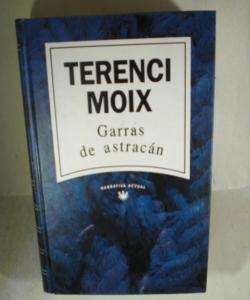 TERENCI
MOIX
Garras
de astracán
NARRATIVA ACTUAL